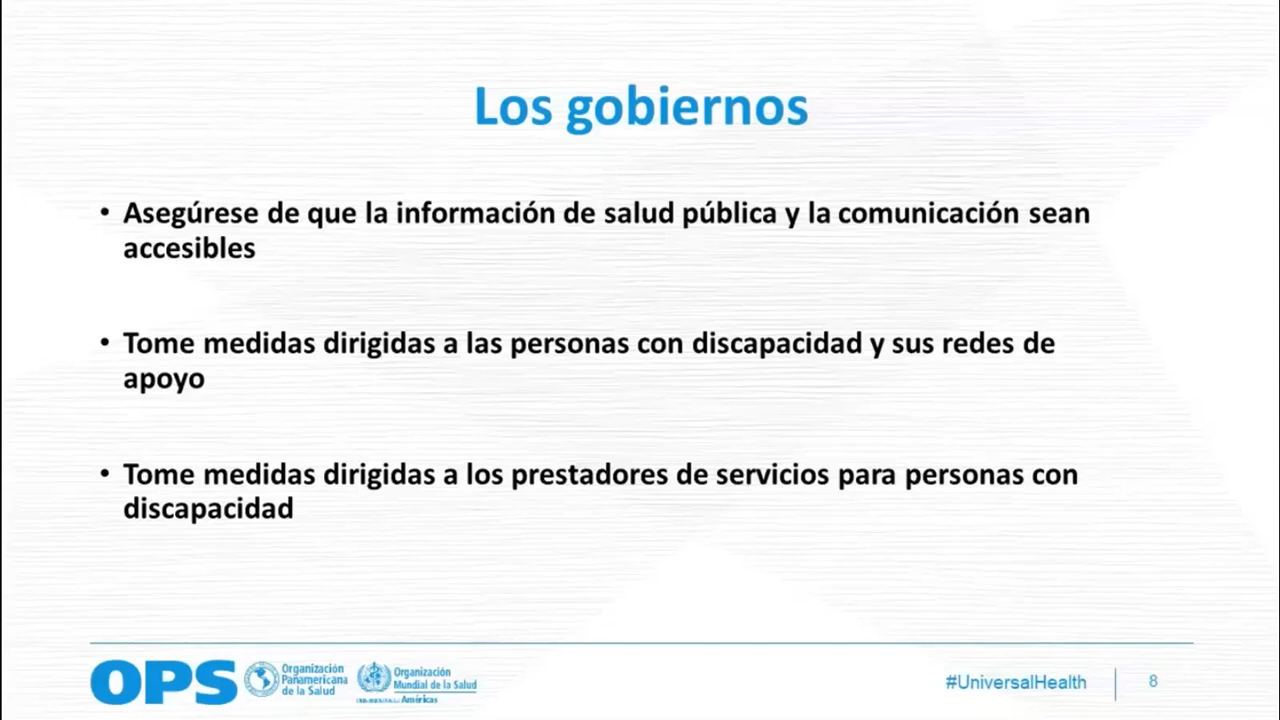 Los gobiernos
• Asegúrese de que la información de salud pública y la comunicación sean
accesibles
• Tome medidas dirigidas a las personas con discapacidad y sus redes de
apoyo
• Tome medidas dirigidas a los prestadores de servicios para personas con
discapacidad
OPS
Organización
Panamericana
de la Salud
Organización
Mundial de la Salud
Américas
#UniversalHealth
8